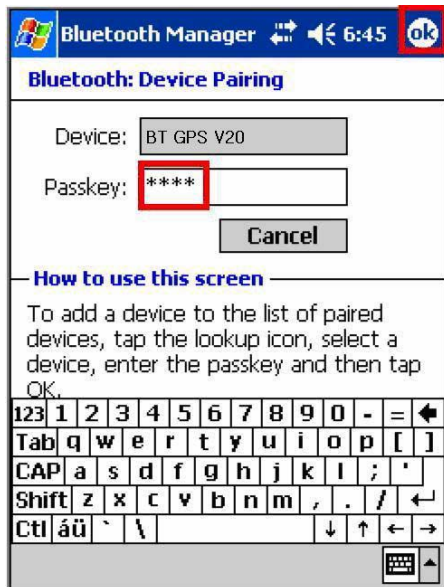 Bluetooth Manager 6:45 ok
Bluetooth: Device Pairing
Device: BT GPS V20
Passkey: ****
Cancel
How to use this screen
To add a device to the list of paired
devices, tap the lookup icon, select a
device, enter the passkey and then tap
OK.
123 1 2 3 4 5 6 7 8 9 0 - =
Tab q w e r t y u i o p [ ]
CAP a s d f g h j k l ; '
Shift z x c v b n m , . /
Ctl áü ` \